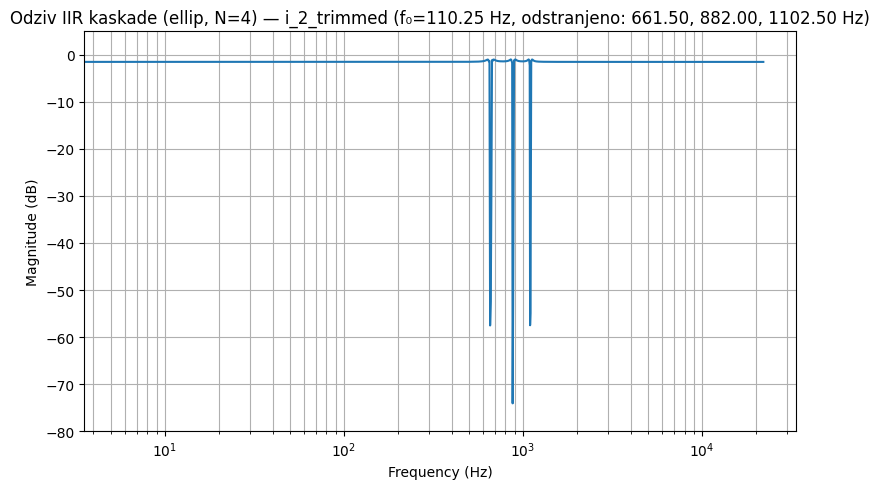 Odziv IIR kaskade (ellip, N=4) — i_2_trimmed (f₀=110.25 Hz, odstranjeno: 661.50, 882.00, 1102.50 Hz)
0
−10
−20
−30
−40
−50
−60
−70
−80
Magnitude (dB)
10¹ 10² 10³ 10⁴
Frequency (Hz)